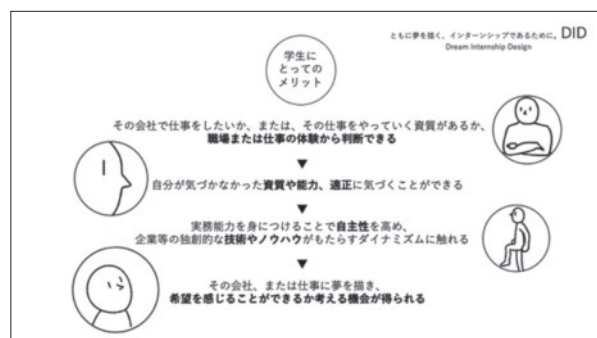 ともに夢を描く、インターンシップであるために。DID
Dream Internship Design
学生に
とっての
メリット
その会社で仕事をしたいか、または、その仕事をやっていく資質があるか、
職場または仕事の体験から判断できる
▼
自分が気づかなかった資質や能力、適正に気づくことができる
▼
実務能力を身につけることで自主性を高め、
企業等の独創的な技術やノウハウがもたらすダイナミズムに触れる
▼
その会社、または仕事に夢を描き、
希望を感じることができるか考える機会が得られる